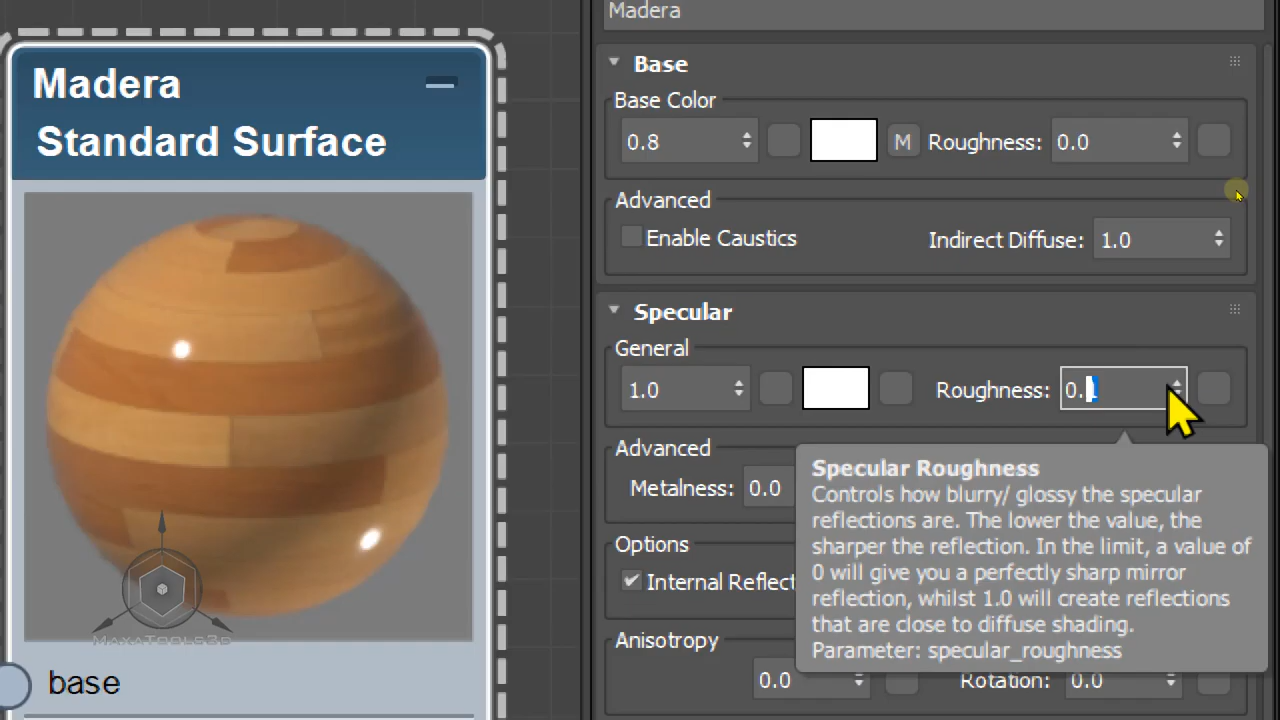 Madera
Standard Surface
MAXATOOLS3D
base
Madera
Base
Base Color
0.8
M
Roughness:
0.0
Advanced
Enable Caustics
Indirect Diffuse:
1.0
Specular
General
1.0
Roughness:
0.1
Advanced
Metalness:
0.0
Options
Internal Reflect
Anisotropy
0.0
Rotation:
0.0
Specular Roughness
Controls how blurry/ glossy the specular
reflections are. The lower the value, the
sharper the reflection. In the limit, a value of
0 will give you a perfectly sharp mirror
reflection, whilst 1.0 will create reflections
that are close to diffuse shading.
Parameter: specular_roughness